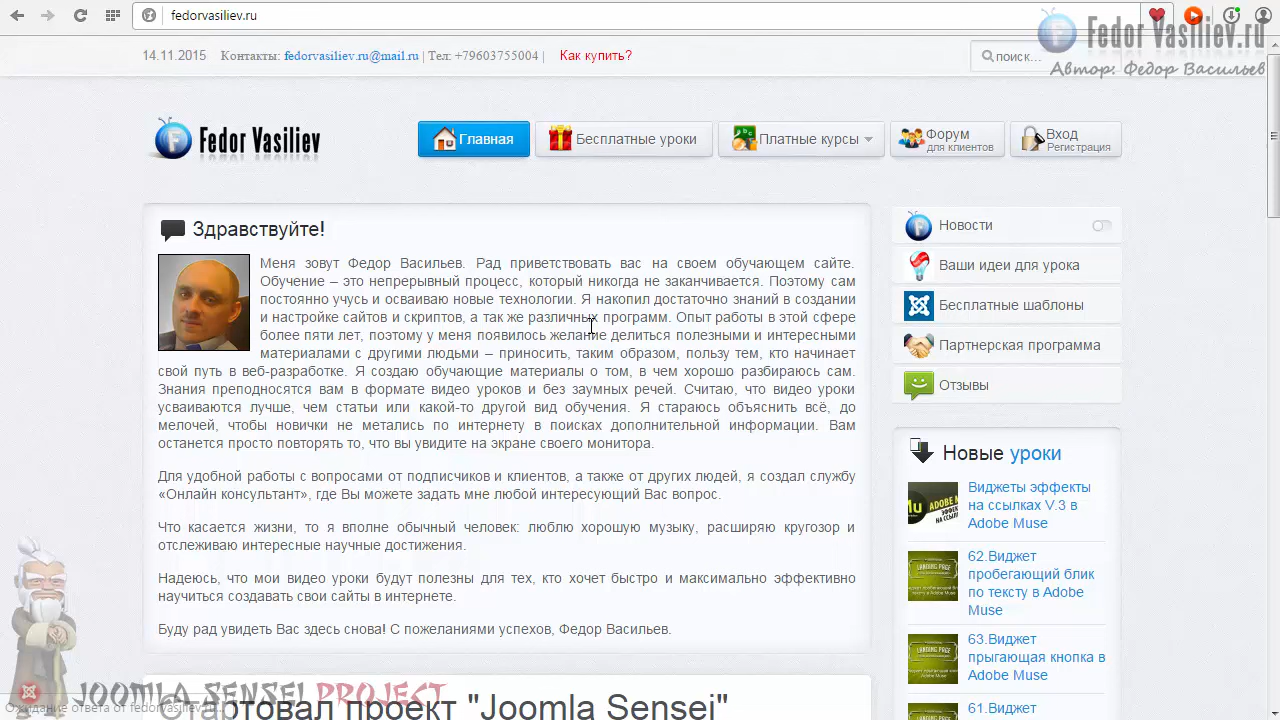 fedorvasiliev.ru
Fedor Vasiliev.ru
Автор: Федор Васильев
14.11.2015 Контакты: fedorvasiliev.ru@mail.ru | Тел: +79603755004 | Как купить?
поиск...
Fedor Vasiliev
Главная
Бесплатные уроки
Платные курсы
Форум
для клиентов
Вход
Регистрация
Здравствуйте!
Меня зовут Федор Васильев. Рад приветствовать вас на своем обучающем сайте.
Обучение – это непрерывный процесс, который никогда не заканчивается. Поэтому сам
постоянно учусь и осваиваю новые технологии. Я накопил достаточно знаний в создании
и настройке сайтов и скриптов, а так же различных программ. Опыт работы в этой сфере
более пяти лет, поэтому у меня появилось желание делиться полезными и интересными
материалами с другими людьми – приносить, таким образом, пользу тем, кто начинает
свой путь в веб-разработке. Я создаю обучающие материалы о том, в чем хорошо разбираюсь сам.
Знания преподносятся вам в формате видео уроков и без заумных речей. Считаю, что видео уроки
усваиваются лучше, чем статьи или какой-то другой вид обучения. Я стараюсь объяснить всё, до
мелочей, чтобы новички не метались по интернету в поисках дополнительной информации. Вам
останется просто повторять то, что вы увидите на экране своего монитора.
Для удобной работы с вопросами от подписчиков и клиентов, а также от других людей, я создал службу
«Онлайн консультант», где Вы можете задать мне любой интересующий Вас вопрос.
Что касается жизни, то я вполне обычный человек: люблю хорошую музыку, расширяю кругозор и
отслеживаю интересные научные достижения.
Надеюсь, что мои видео уроки будут полезны для тех, кто хочет быстро и максимально эффективно
научиться создавать свои сайты в интернете.
Буду рад увидеть Вас здесь снова! С пожеланиями успехов, Федор Васильев.
Новости
Ваши идеи для урока
Бесплатные шаблоны
Партнерская программа
Отзывы
Новые уроки
Виджеты эффекты
на ссылках V.3 в
Adobe Muse
62.Виджет
пробегающий блик
по тексту в Adobe
Muse
63.Виджет
прыгающая кнопка в
Adobe Muse
61.Виджет
JOOMLA SENSEI PROJECT
Стартовал проект "Joomla Sensei"
Ожидание ответа от fedorvasiliev